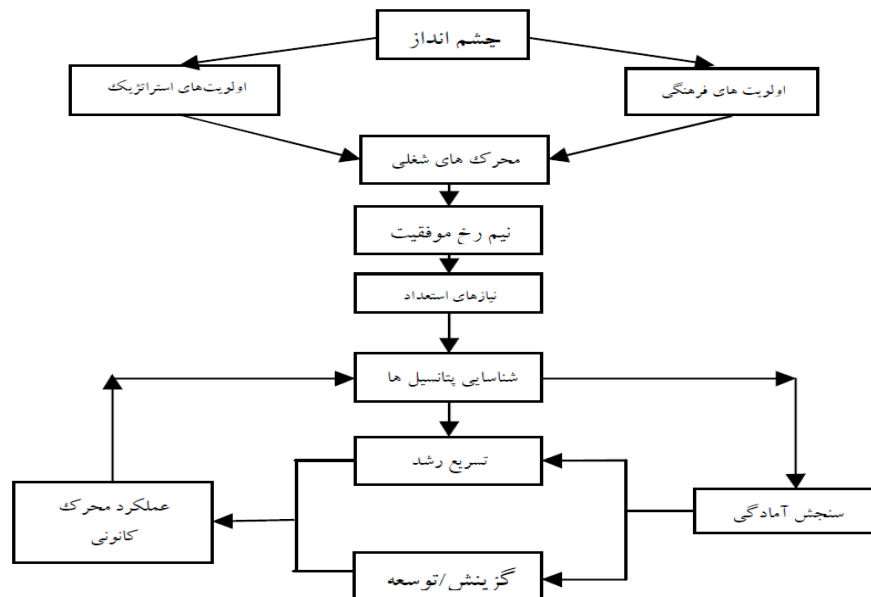 چشم انداز
اولویت‌های استراتژیک
اولویت های فرهنگی
محرک های شغلی
نیم رخ موفقیت
نیازهای استعداد
شناسایی پتانسیل ها
تسریع رشد
عملکرد محرک
کانونی
سنجش آمادگی
گزینش/توسعه